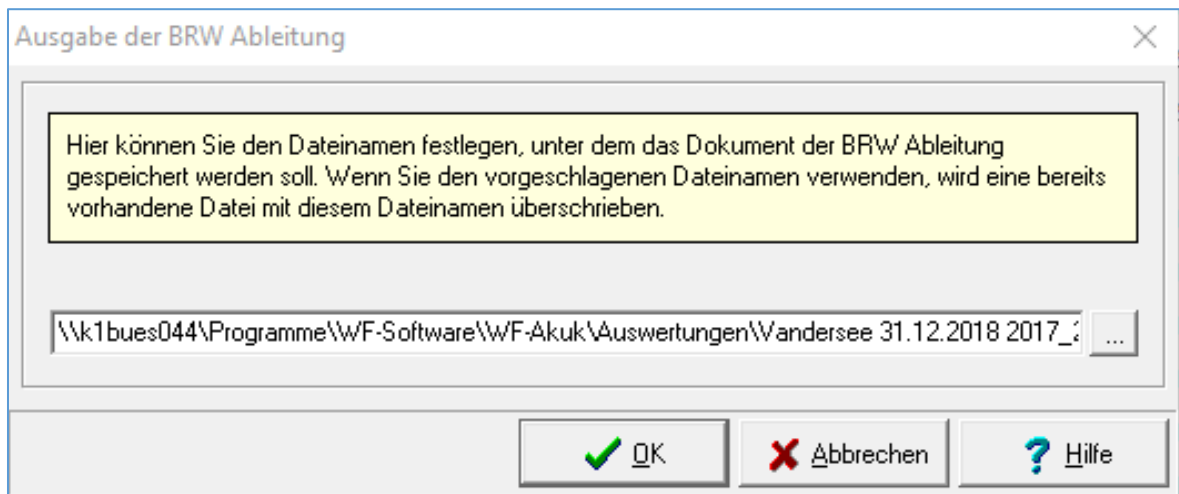 Ausgabe der BRW Ableitung
Hier können Sie den Dateinamen festlegen, unter dem das Dokument der BRW Ableitung
gespeichert werden soll. Wenn Sie den vorgeschlagenen Dateinamen verwenden, wird eine bereits
vorhandene Datei mit diesem Dateinamen überschrieben.
\\k1bues044\Programme\WF-Software\WF-Akuk\Auswertungen\Vandersee 31.12.2018 2017_ ...
OK Abbrechen Hilfe